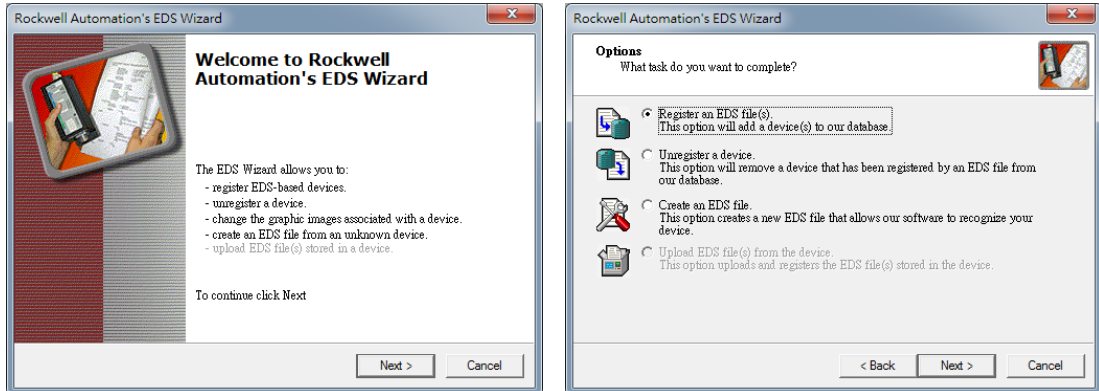 Rockwell Automation's EDS Wizard
Welcome to Rockwell
Automation's EDS Wizard
The EDS Wizard allows you to:
- register EDS-based devices.
- unregister a device.
- change the graphic images associated with a device.
- create an EDS file from an unknown device.
- upload EDS file(s) stored in a device.
To continue click Next
Next >
Cancel
Rockwell Automation's EDS Wizard
Options
What task do you want to complete?
Register an EDS file(s).
This option will add a device(s) to our database.
Unregister a device.
This option will remove a device that has been registered by an EDS file from
our database.
Create an EDS file.
This option creates a new EDS file that allows our software to recognize your
device.
Upload EDS file(s) from the device.
This option uploads and registers the EDS file(s) stored in the device.
< Back
Next >
Cancel